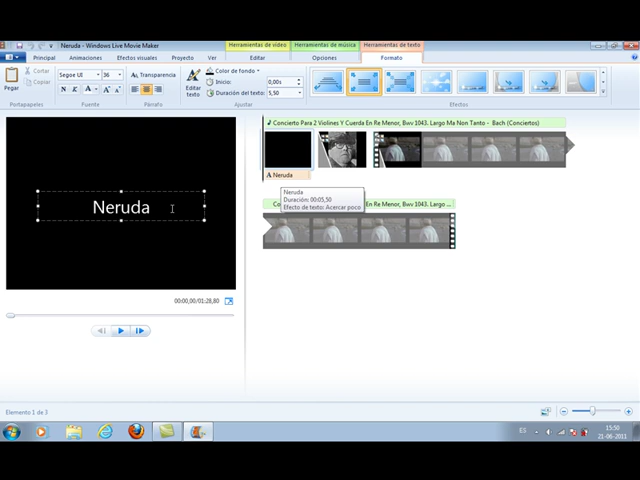 Neruda - Windows Live Movie Maker
Herramientas de vídeo
Herramientas de música
Herramientas de texto
Principal
Animaciones
Efectos visuales
Proyecto
Ver
Editar
Opciones
Formato
Pegar
Cortar
Copiar
Portapapeles
Segoe UI
36
N K A
Fuente
Transparencia
Párrafo
Editar texto
Color de fondo
Inicio: 0,00s
Duración del texto: 5,50
Ajustar
Efectos
Neruda
00:00,00/01:28,80
Concierto Para 2 Violines Y Cuerda En Re Menor, Bwv 1043. Largo Ma Non Tanto - Bach (Conciertos)
A Neruda
Neruda
Duración: 00:05,50
Efecto de texto: Acercar poco
Co
En Re Menor, Bwv 1043. Largo ...
Elemento 1 de 3
ES
15:50
21-06-2011